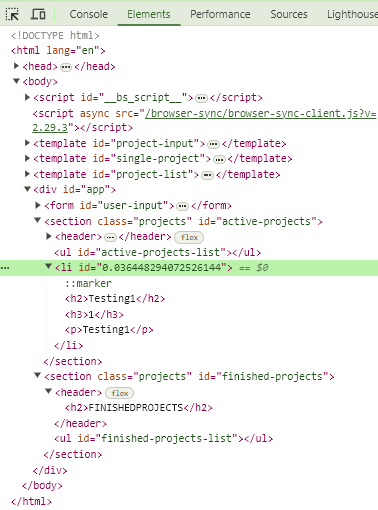 Console Elements Performance Sources Lighthouse
<!DOCTYPE html>
<html lang="en">
<head> ⋯ </head>
<body>
<script id="__bs_script__"> ⋯ </script>
<script async src="/browser-sync/browser-sync-client.js?v=
2.29.3"></script>
<template id="project-input"> ⋯ </template>
<template id="single-project"> ⋯ </template>
<template id="project-list"> ⋯ </template>
<div id="app">
<form id="user-input"> ⋯ </form>
<section class="projects" id="active-projects">
<header> ⋯ </header> flex
<ul id="active-projects-list"></ul>
⋯ <li id="0.036448294072526144"> == $0
::marker
<h2>Testing1</h2>
<h3>1</h3>
<p>Testing1</p>
</li>
</section>
<section class="projects" id="finished-projects">
<header> flex
<h2>FINISHEDPROJECTS</h2>
</header>
<ul id="finished-projects-list"></ul>
</section>
</div>
</body>
</html>